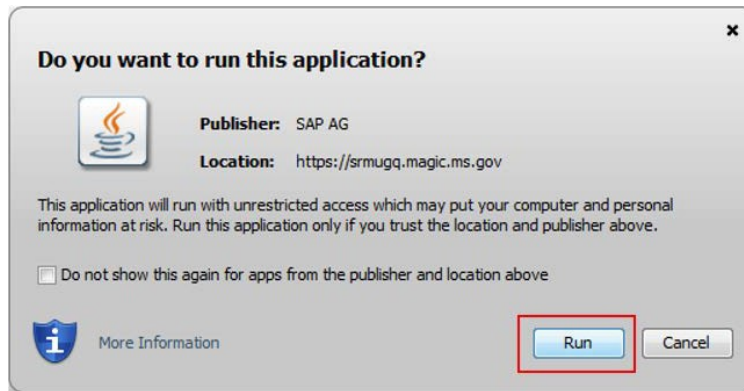 Do you want to run this application?
Publisher: SAP AG
Location: https://srmugq.magic.ms.gov
This application will run with unrestricted access which may put your computer and personal
information at risk. Run this application only if you trust the location and publisher above.
Do not show this again for apps from the publisher and location above
More Information
Run
Cancel